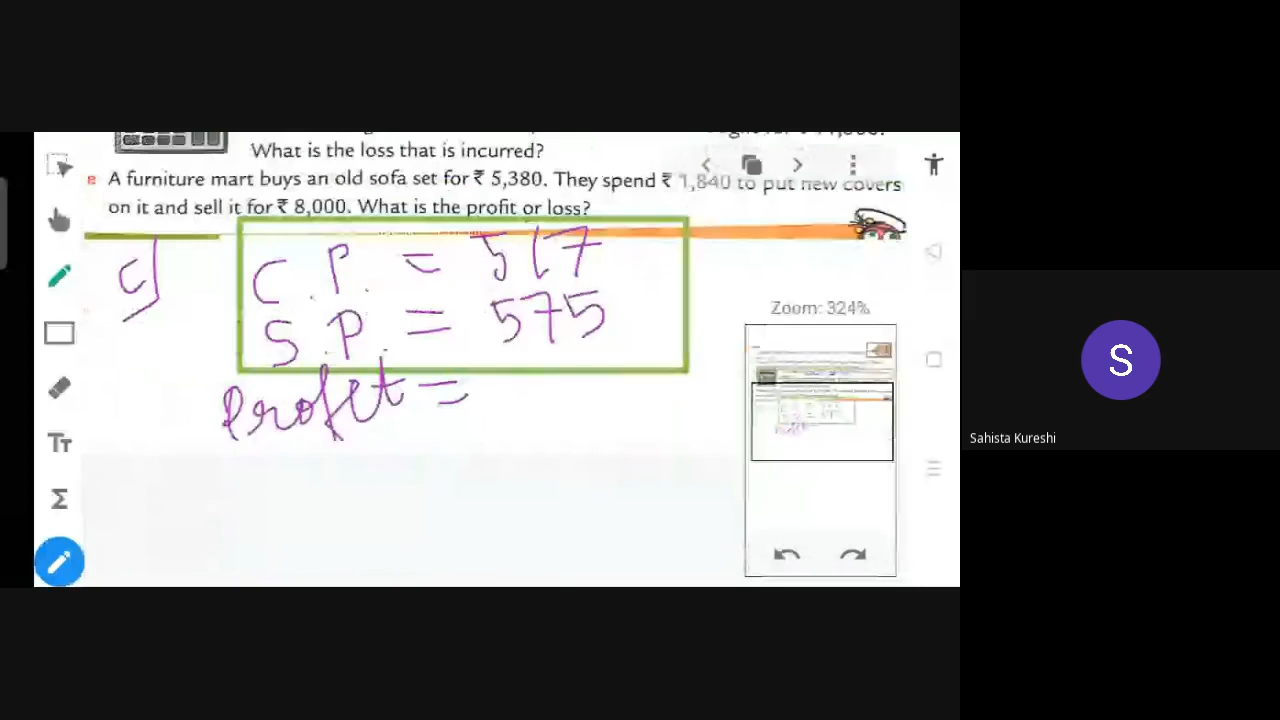 What is the loss that is incurred?
e A furniture mart buys an old sofa set for ₹ 5,380. They spend ₹ 1,840 to put new covers
on it and sell it for ₹ 8,000. What is the profit or loss?
c)
C.P. = 517
S.P. = 575
Profit =
Zoom: 324%
Tт
Σ
S
Sahista Kureshi